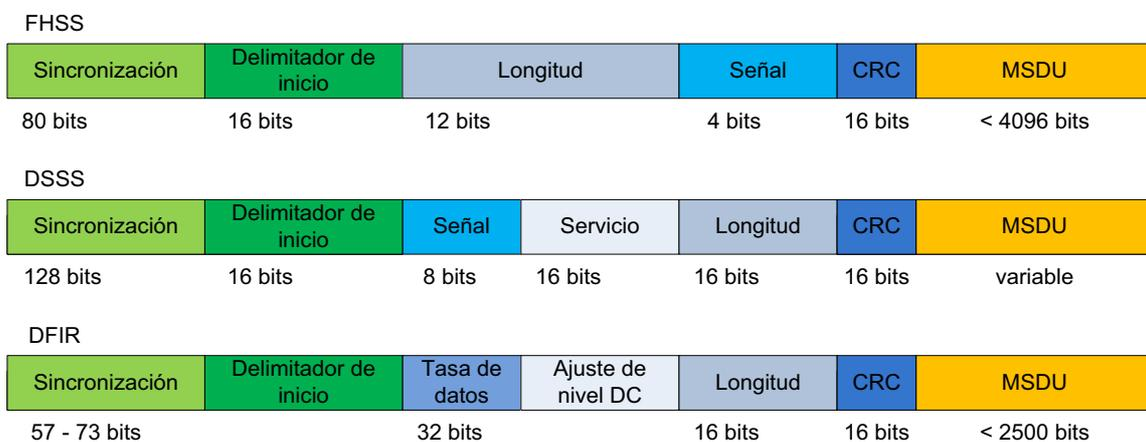 FHSS
Sincronización
Delimitador de
inicio
Longitud
Señal
CRC
MSDU
80 bits
16 bits
12 bits
4 bits
16 bits
< 4096 bits
DSSS
Sincronización
Delimitador de
inicio
Señal
Servicio
Longitud
CRC
MSDU
128 bits
16 bits
8 bits
16 bits
16 bits
16 bits
variable
DFIR
Sincronización
Delimitador de
inicio
Tasa de
datos
Ajuste de
nivel DC
Longitud
CRC
MSDU
57 - 73 bits
32 bits
16 bits
16 bits
< 2500 bits